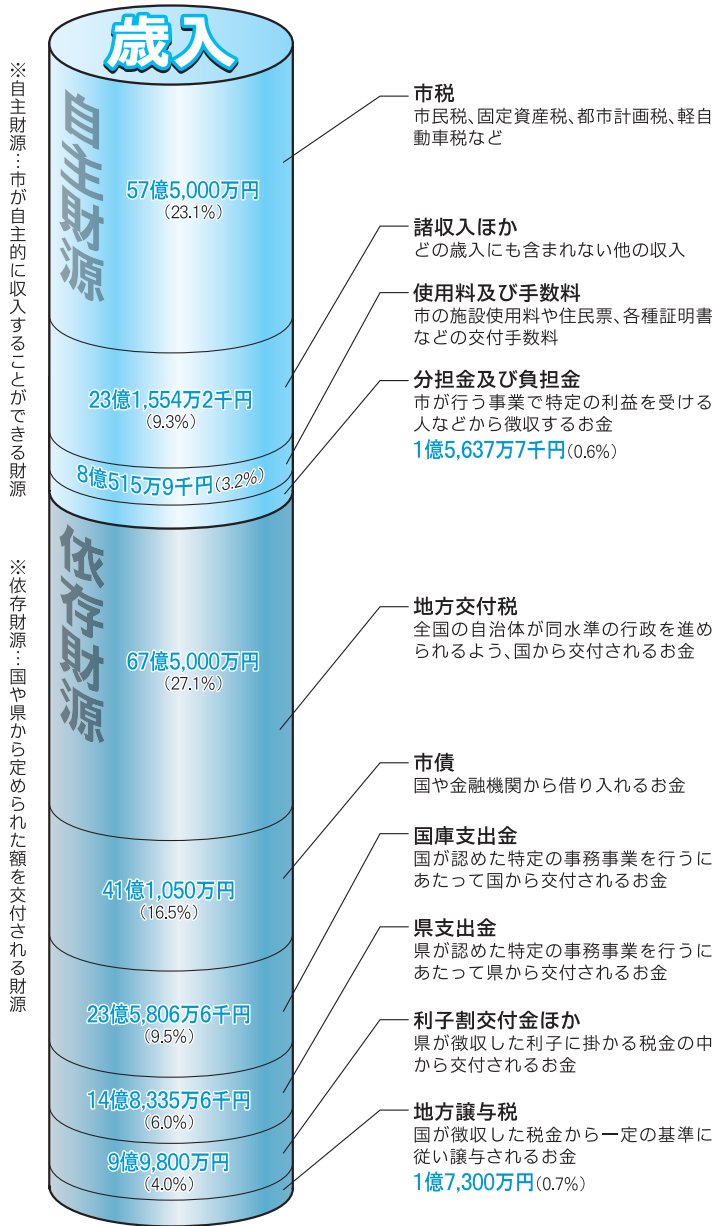 歳入
※自主財源…市が自主的に収入することができる財源
自主財源
57億5,000万円
(23.1%)
市税
市民税、固定資産税、都市計画税、軽自
動車税など
23億1,554万2千円
(9.3%)
諸収入ほか
どの歳入にも含まれない他の収入
8億515万9千円(3.2%)
使用料及び手数料
市の施設使用料や住民票、各種証明書
などの交付手数料
分担金及び負担金
市が行う事業で特定の利益を受ける
人などから徴収するお金
1億5,637万7千円(0.6%)
※依存財源…国や県から定められた額を交付される財源
依存財源
67億5,000万円
(27.1%)
地方交付税
全国の自治体が同水準の行政を進め
られるよう、国から交付されるお金
41億1,050万円
(16.5%)
市債
国や金融機関から借り入れるお金
23億5,806万6千円
(9.5%)
国庫支出金
国が認めた特定の事務事業を行うに
あたって国から交付されるお金
14億8,335万6千円
(6.0%)
県支出金
県が認めた特定の事務事業を行うに
あたって県から交付されるお金
9億9,800万円
(4.0%)
利子割交付金ほか
県が徴収した利子に掛かる税金の中
から交付されるお金
地方譲与税
国が徴収した税金から一定の基準に
従い譲与されるお金
1億7,300万円(0.7%)